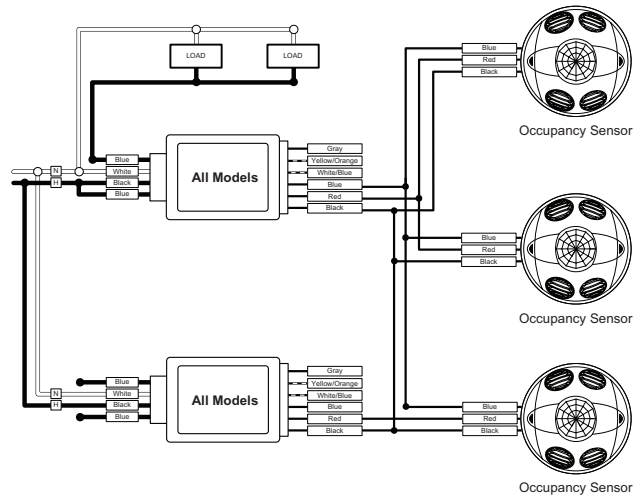 LOAD
LOAD
Blue
Red
Black
Occupancy Sensor
Blue
N
White
H
Black
Blue
All Models
Gray
Yellow/Orange
White/Blue
Blue
Red
Black
Blue
Red
Black
Occupancy Sensor
Blue
N
White
H
Black
Blue
All Models
Gray
Yellow/Orange
White/Blue
Blue
Red
Black
Blue
Red
Black
Occupancy Sensor